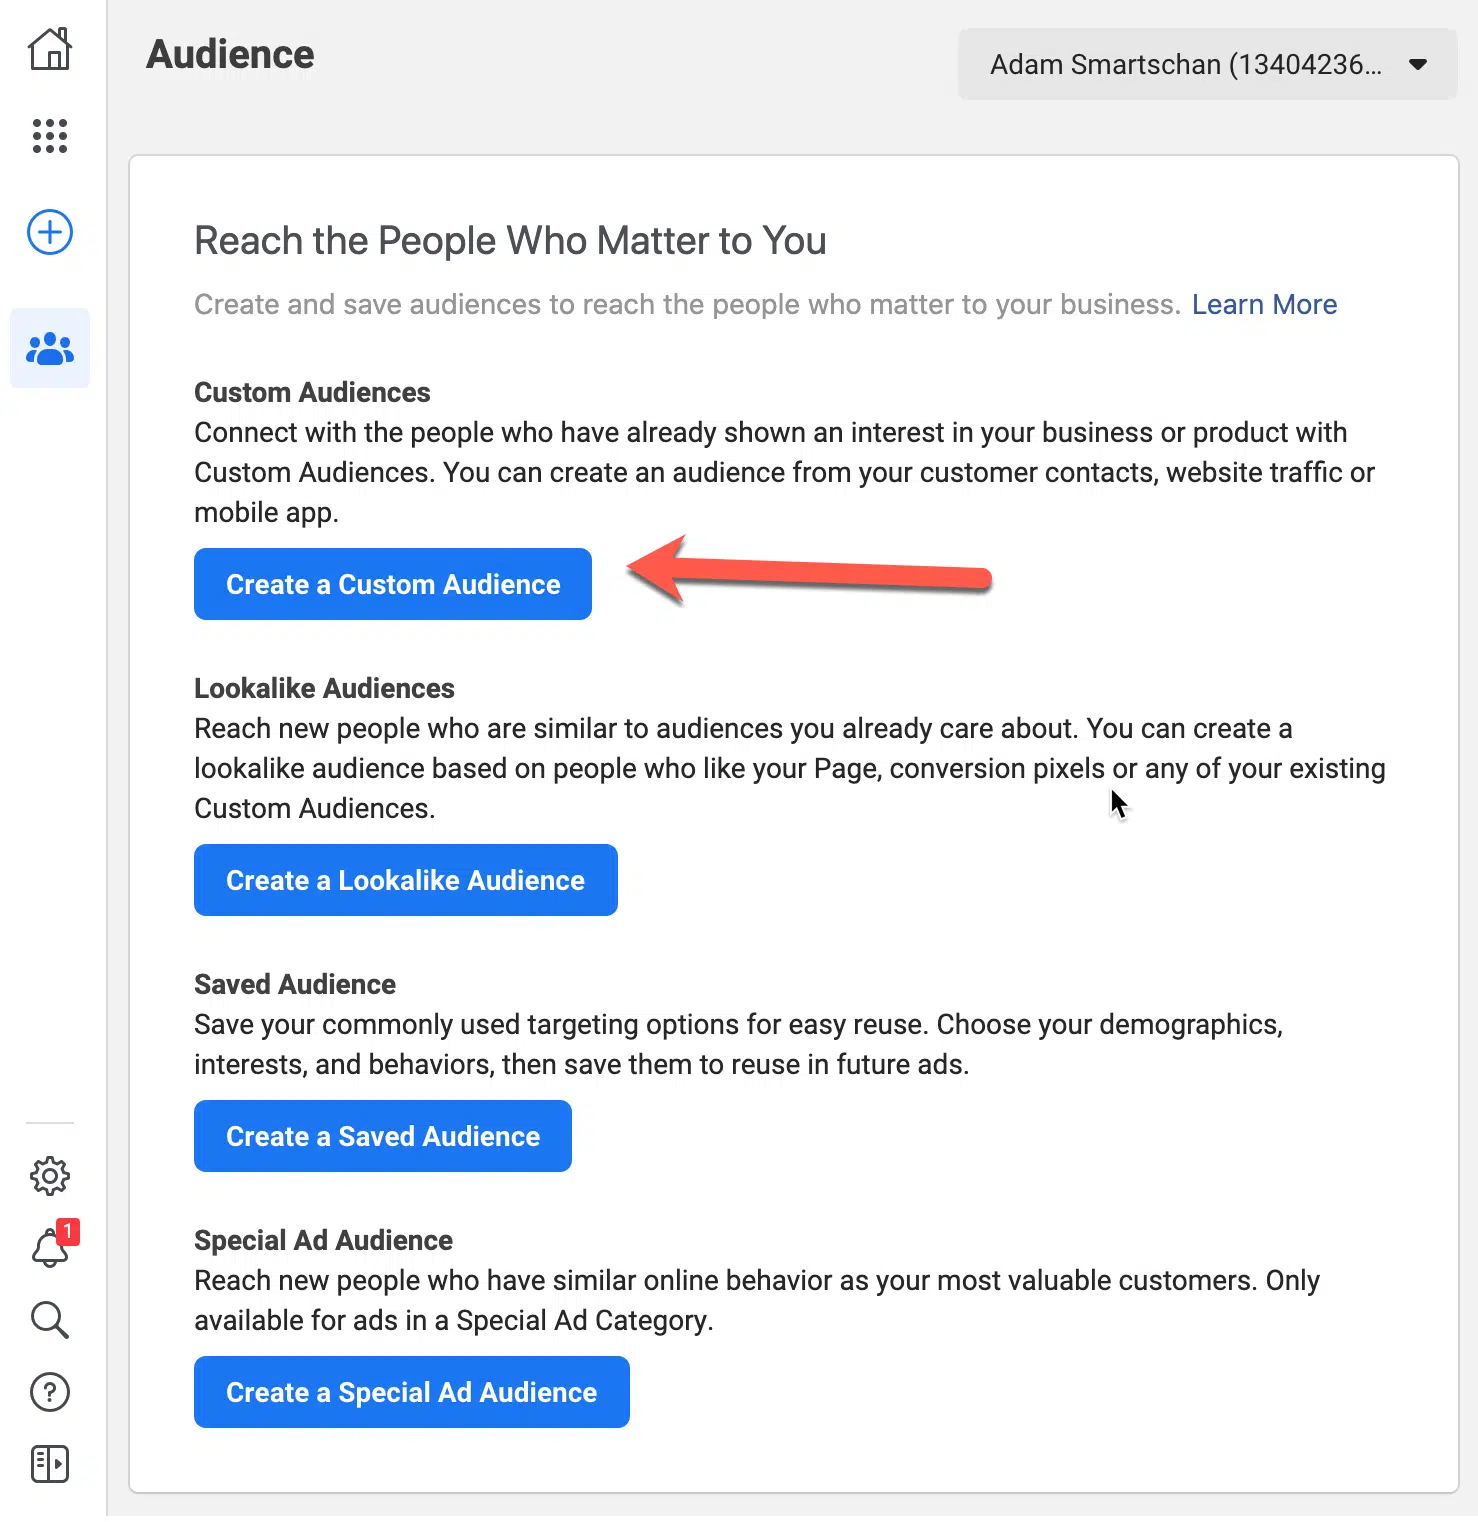 Audience
Adam Smartschan (13404236...
Reach the People Who Matter to You
Create and save audiences to reach the people who matter to your business. Learn More
Custom Audiences
Connect with the people who have already shown an interest in your business or product with
Custom Audiences. You can create an audience from your customer contacts, website traffic or
mobile app.
Create a Custom Audience
Lookalike Audiences
Reach new people who are similar to audiences you already care about. You can create a
lookalike audience based on people who like your Page, conversion pixels or any of your existing
Custom Audiences.
Create a Lookalike Audience
Saved Audience
Save your commonly used targeting options for easy reuse. Choose your demographics,
interests, and behaviors, then save them to reuse in future ads.
Create a Saved Audience
1
Special Ad Audience
Reach new people who have similar online behavior as your most valuable customers. Only
available for ads in a Special Ad Category.
Create a Special Ad Audience
?